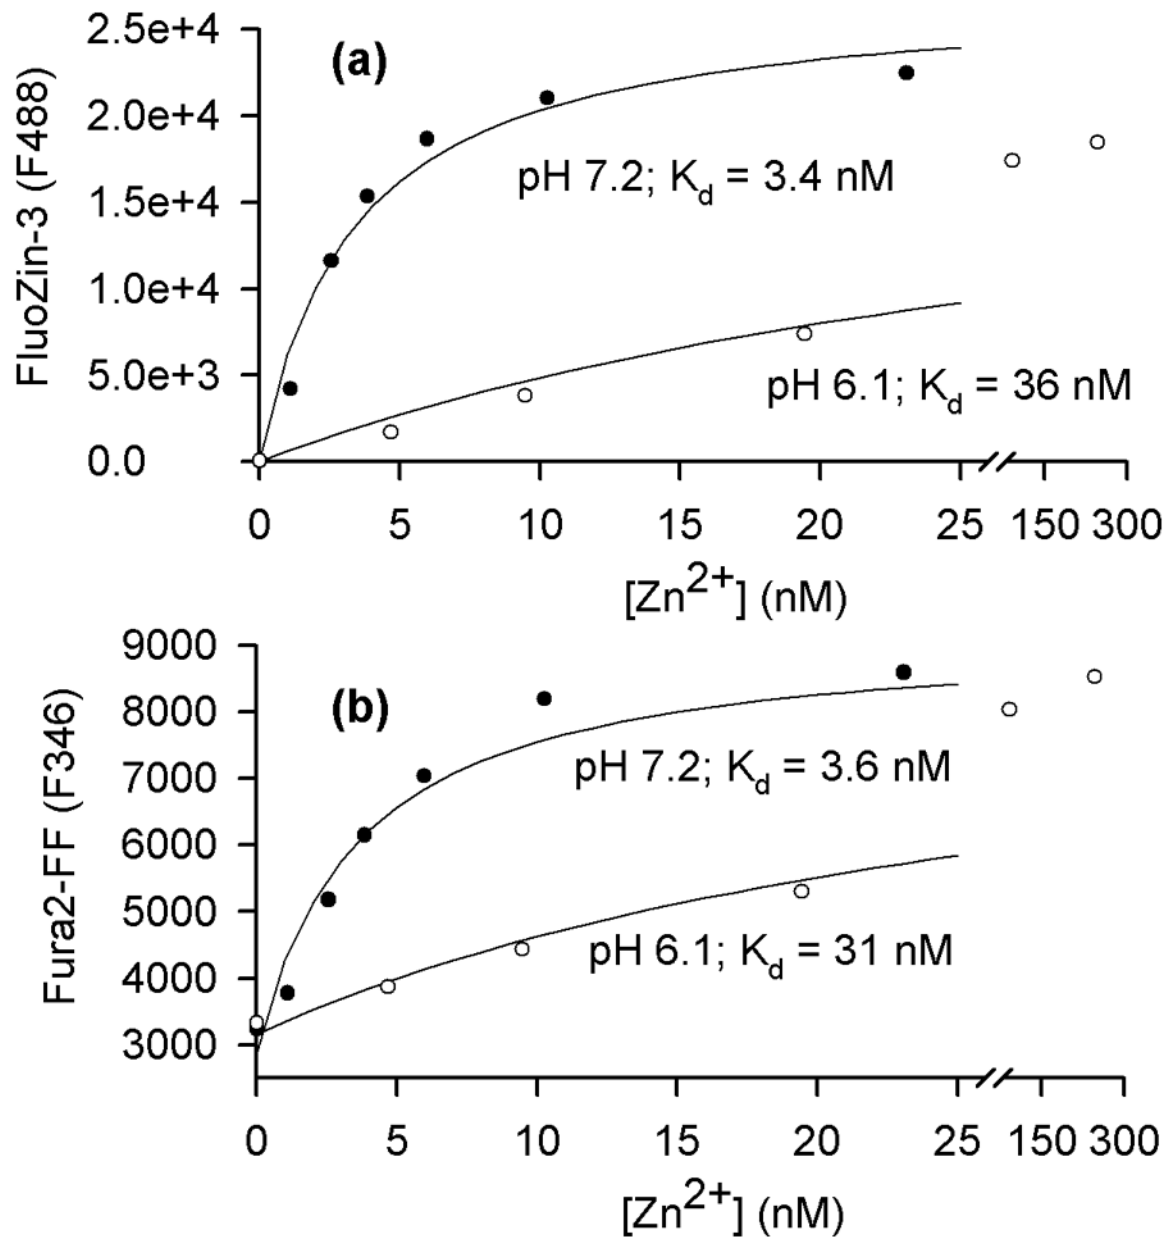 2.5e+4
(a)
2.0e+4
pH 7.2; Kd = 3.4 nM
1.5e+4
FluoZin-3 (F488)
1.0e+4
5.0e+3
pH 6.1; Kd = 36 nM
0.0
0 5 10 15 20 25 150 300
[Zn2+] (nM)
9000
(b)
8000
pH 7.2; Kd = 3.6 nM
7000
Fura2-FF (F346)
6000
5000
pH 6.1; Kd = 31 nM
4000
3000
0 5 10 15 20 25 150 300
[Zn2+] (nM)